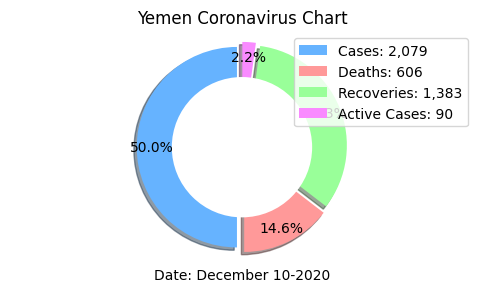 Yemen Coronavirus Chart
Cases: 2,079
Deaths: 606
Recoveries: 1,383
Active Cases: 90
2.2%
50.0%
14.6%
Date: December 10-2020